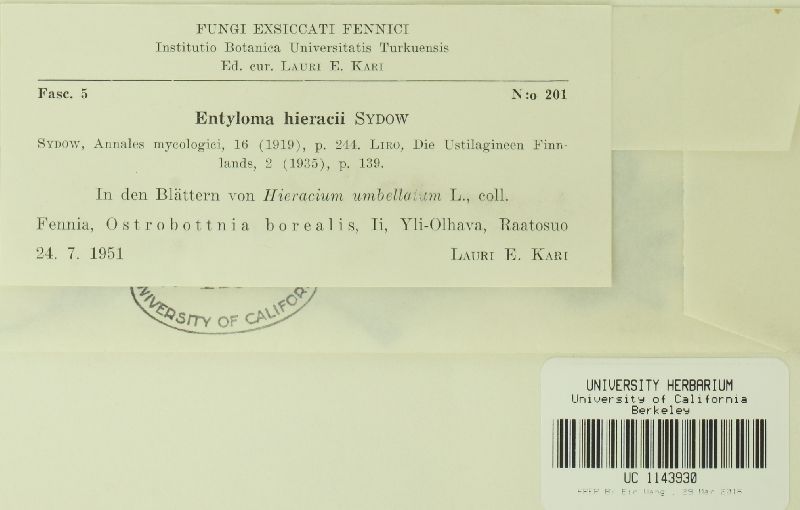 FUNGI EXSICCATI FENNICI
Institutio Botanica Universitatis Turkuensis
Ed. cur. LAURI E. KARI
Fasc. 5 N:o 201
Entyloma hieracii SYDOW
SYDOW, Annales mycologici, 16 (1919), p. 244. LIRO, Die Ustilagineen Finn-
lands, 2 (1935), p. 139.
In den Blättern von Hieracium umbellatum L., coll.
Fennia, Ostrobottnia borealis, Ii, Yli-Olhava, Raatosuo
24. 7. 1951 LAURI E. KARI
UNIVERSITY OF CALIFOR
UNIVERSITY HERBARIUM
University of California
Berkeley
UC 1143930